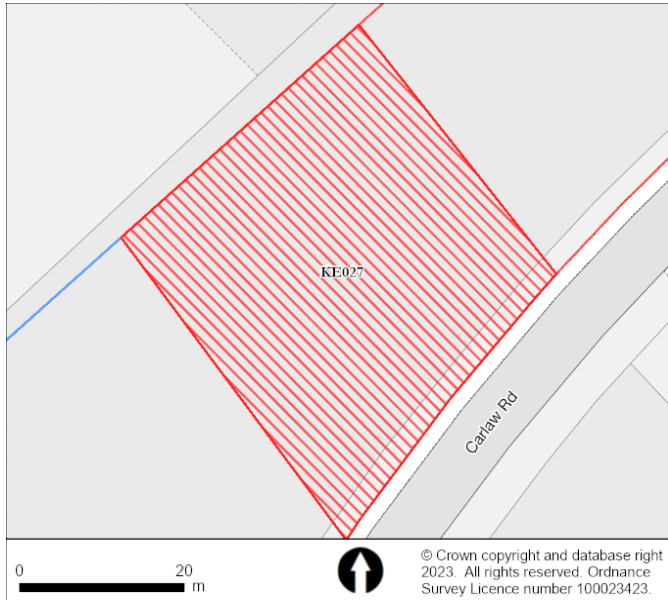 KE027
Carlaw Rd
0 20
m
© Crown copyright and database right
2023. All rights reserved. Ordnance
Survey Licence number 100023423.